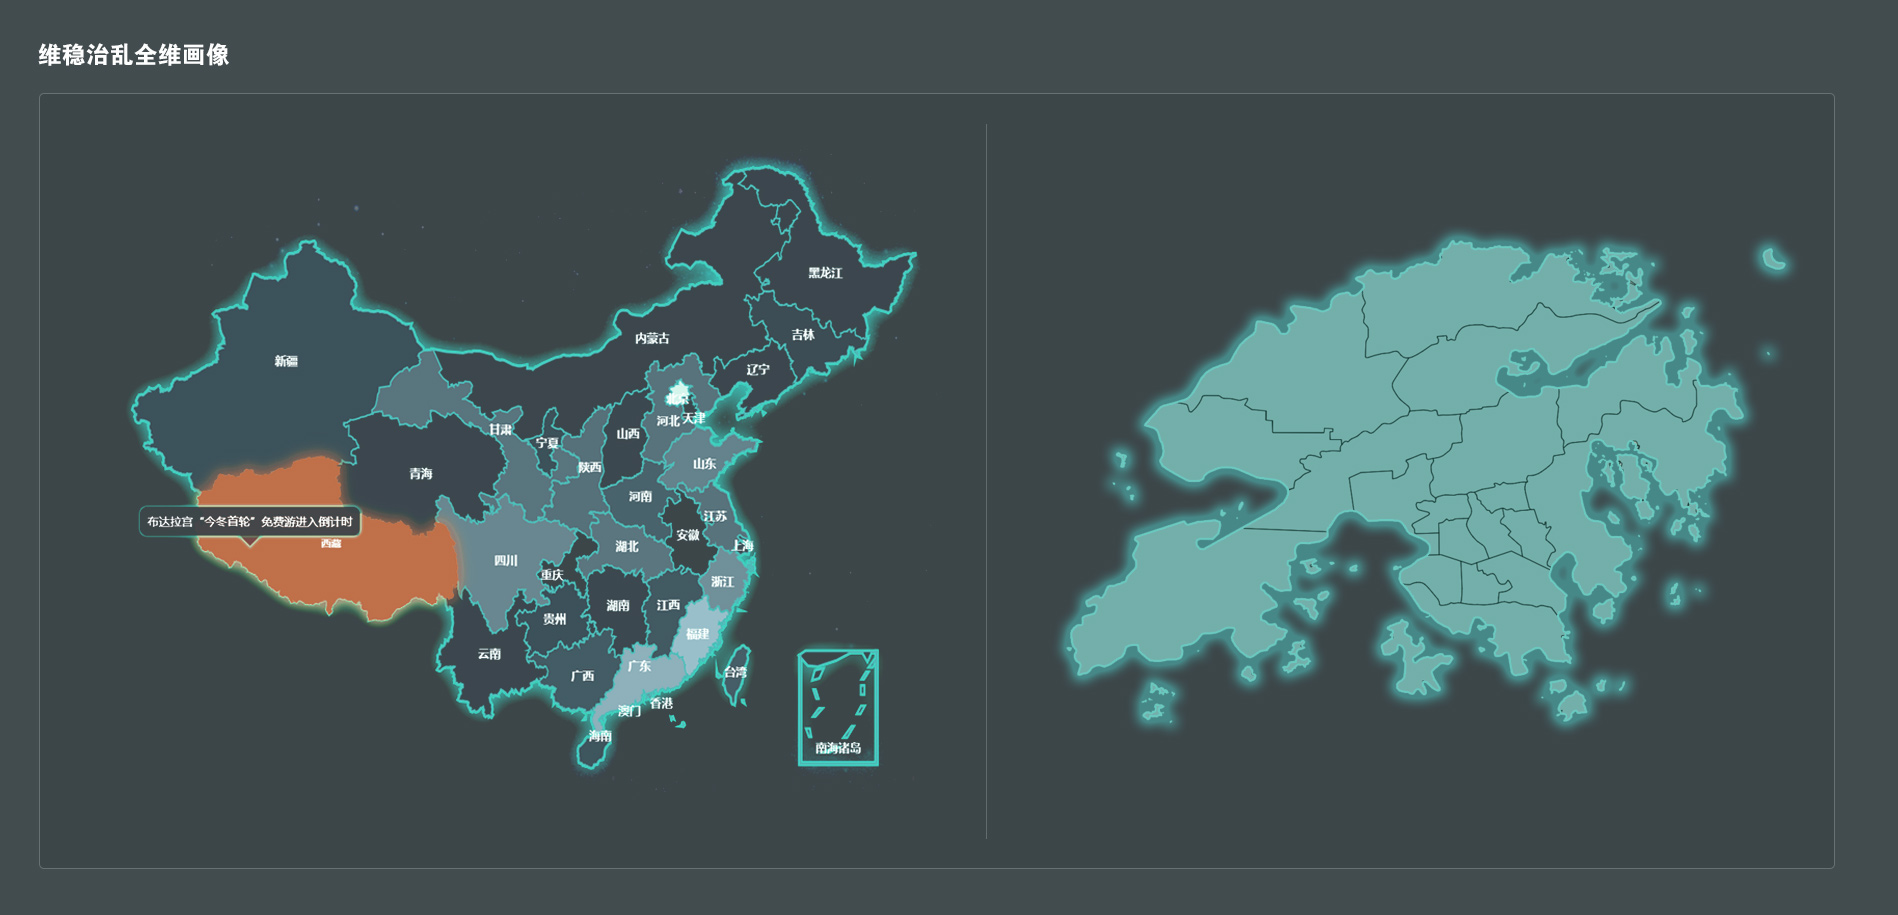 维稳治乱全维画像
黑龙江
吉林
内蒙古
辽宁
新疆
北京
河北
天津
甘肃
山西
宁夏
山东
陕西
青海
河南
江苏
布达拉宫“今冬首轮”免费游进入倒计时
安徽
西藏
湖北
上海
四川
重庆
浙江
湖南
江西
贵州
福建
云南
广东
台湾
广西
香港
澳门
海南
南海诸岛